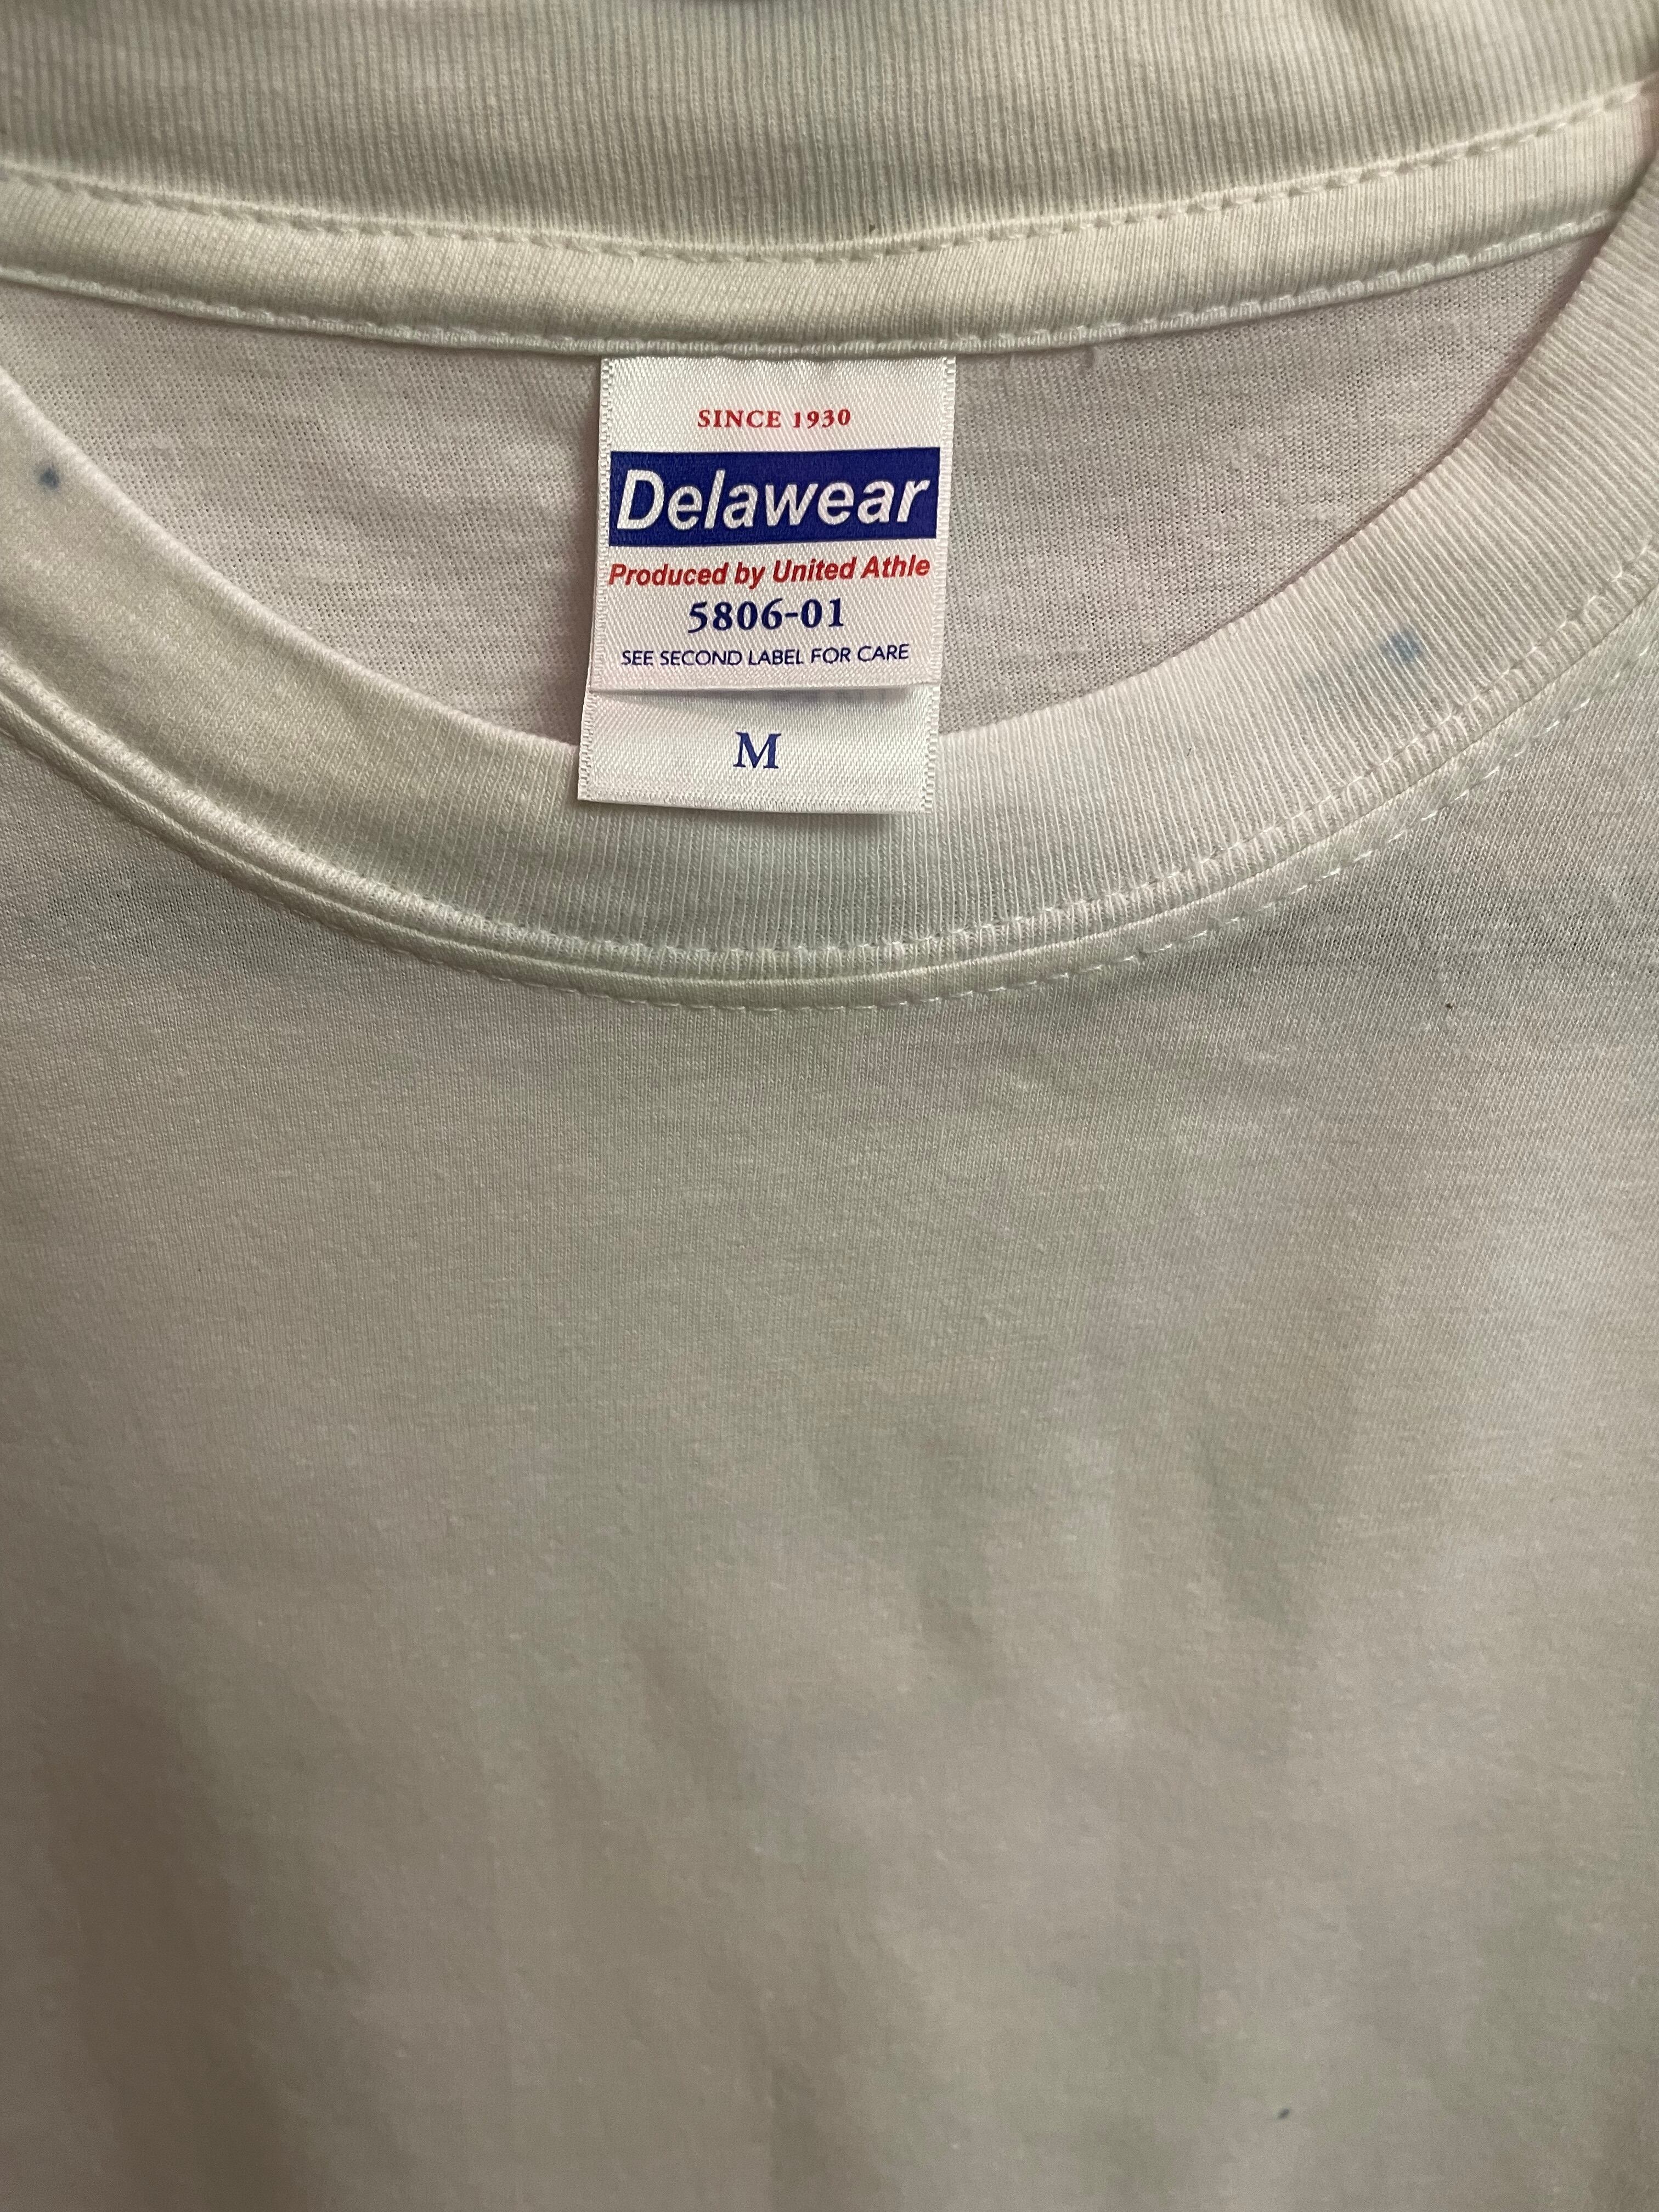 SINCE 1930
Delawear
Produced by United Athle
5806-01
SEE SECOND LABEL FOR CARE
M